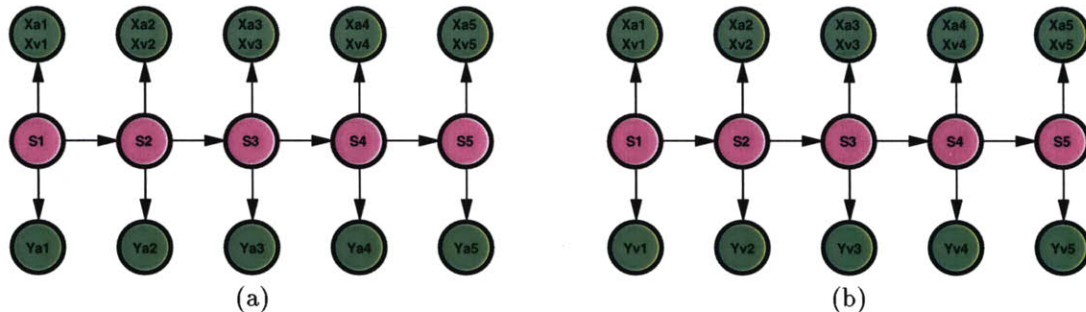 Xa1 Xa2 Xa3 Xa4 Xa5 Xa1 Xa2 Xa3 Xa4 Xa5
Xv1 Xv2 Xv3 Xv4 Xv5 Xv1 Xv2 Xv3 Xv4 Xv5
S1 S2 S3 S4 S5 S1 S2 S3 S4 S5
Ya1 Ya2 Ya3 Ya4 Ya5 Yv1 Yv2 Yv3 Yv4 Yv5
(a) (b)